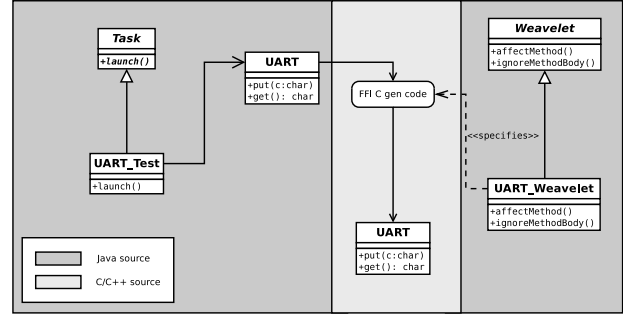 Task
+launch()
UART_Test
+launch()
UART
+put(c:char)
+get(): char
FFI C gen code
UART
+put(c:char)
+get(): char
Weavelet
+affectMethod()
+ignoreMethodBody()
<<specifies>>
UART_Weavelet
+affectMethod()
+ignoreMethodBody()
Java source
C/C++ source